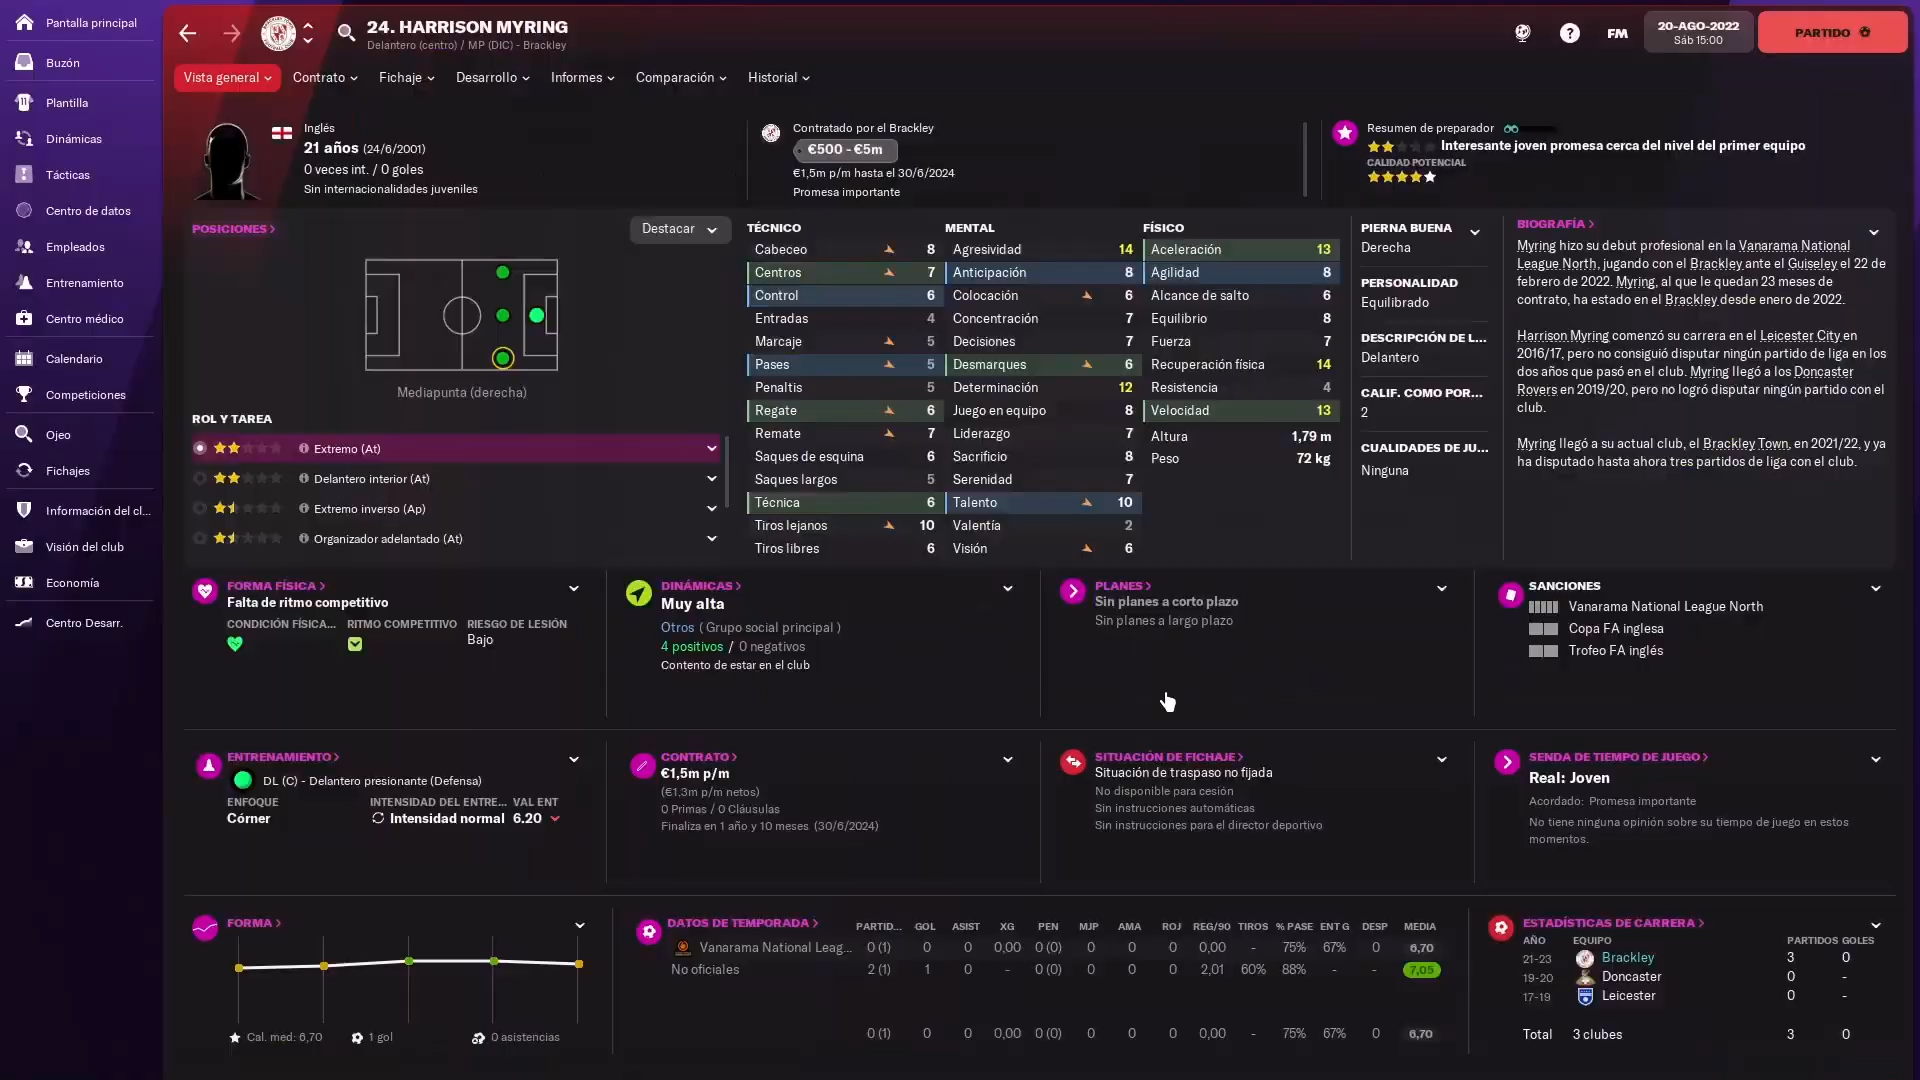 Pantalla principal
Buzón
Plantilla
Dinámicas
Tácticas
Centro de datos
Empleados
Entrenamiento
Centro médico
Calendario
Competiciones
Ojeo
Fichajes
Información del cl...
Visión del club
Economía
Centro Desarr.
24. HARRISON MYRING
Delantero (centro) / MP (DIC) - Brackley
FM
20-AGO-2022
Sáb 15:00
PARTIDO
Vista general
Contrato
Fichaje
Desarrollo
Informes
Comparación
Historial
Inglés
21 años (24/6/2001)
0 veces int. / 0 goles
Sin internacionalidades juveniles
Contratado por el Brackley
€500 - €5m
€1,5m p/m hasta el 30/6/2024
Promesa importante
Resumen de preparador
Interesante joven promesa cerca del nivel del primer equipo
CALIDAD POTENCIAL
POSICIONES >
Destacar
Mediapunta (derecha)
ROL Y TAREA
Extremo (At)
Delantero interior (At)
Extremo inverso (Ap)
Organizador adelantado (At)
TÉCNICO
Cabeceo 8
Centros 7
Control 6
Entradas 4
Marcaje 5
Pases 5
Penaltis 5
Regate 6
Remate 7
Saques de esquina 6
Saques largos 5
Técnica 6
Tiros lejanos 10
Tiros libres 6
MENTAL
Agresividad 14
Anticipación 8
Colocación 6
Concentración 7
Decisiones 7
Desmarques 6
Determinación 12
Juego en equipo 8
Liderazgo 7
Sacrificio 8
Serenidad 7
Talento 10
Valentía 2
Visión 6
FÍSICO
Aceleración 13
Agilidad 8
Alcance de salto 6
Equilibrio 8
Fuerza 7
Recuperación física 14
Resistencia 4
Velocidad 13
Altura 1,79 m
Peso 72 kg
PIERNA BUENA
Derecha
PERSONALIDAD
Equilibrado
DESCRIPCIÓN DE L...
Delantero
CALIF. COMO POR...
2
CUALIDADES DE JU...
Ninguna
BIOGRAFÍA >
Myring hizo su debut profesional en la Vanarama National
League North, jugando con el Brackley ante el Guiseley el 22 de
febrero de 2022. Myring, al que le quedan 23 meses de
contrato, ha estado en el Brackley desde enero de 2022.
Harrison Myring comenzó su carrera en el Leicester City en
2016/17, pero no consiguió disputar ningún partido de liga en los
dos años que pasó en el club. Myring llegó a los Doncaster
Rovers en 2019/20, pero no logró disputar ningún partido con el
club.
Myring llegó a su actual club, el Brackley Town, en 2021/22, y ya
ha disputado hasta ahora tres partidos de liga con el club.
FORMA FÍSICA >
Falta de ritmo competitivo
CONDICIÓN FÍSICA... RITMO COMPETITIVO RIESGO DE LESIÓN
Bajo
DINÁMICAS >
Muy alta
Otros ( Grupo social principal )
4 positivos / 0 negativos
Contento de estar en el club
PLANES >
Sin planes a corto plazo
Sin planes a largo plazo
SANCIONES
Vanarama National League North
Copa FA inglesa
Trofeo FA inglés
ENTRENAMIENTO >
DL (C) - Delantero presionante (Defensa)
ENFOQUE INTENSIDAD DEL ENTRE... VAL ENT
Córner Intensidad normal 6.20
CONTRATO >
€1,5m p/m
(€1,3m p/m netos)
0 Primas / 0 Cláusulas
Finaliza en 1 año y 10 meses (30/6/2024)
SITUACIÓN DE FICHAJE >
Situación de traspaso no fijada
No disponible para cesión
Sin instrucciones automáticas
Sin instrucciones para el director deportivo
SENDA DE TIEMPO DE JUEGO >
Real: Joven
Acordado: Promesa importante
No tiene ninguna opinión sobre su tiempo de juego en estos
momentos.
FORMA >
Cal. med: 6,70 1 gol 0 asistencias
DATOS DE TEMPORADA > PARTID... GOL ASIST XG PEN MJP AMA ROJ REG/90 TIROS % PASE ENT G DESP MEDIA
Vanarama National Leag... 0 (1) 0 0 0,00 0 (0) 0 0 0 0,00 - 75% 67% 0 6,70
No oficiales 2 (1) 1 0 - 0 (0) 0 0 0 2,01 60% 88% - - 7,05
0 (1) 0 0 0,00 0 (0) 0 0 0 0,00 - 75% 67% 0 6,70
ESTADÍSTICAS DE CARRERA >
AÑO EQUIPO PARTIDOS GOLES
21-23 Brackley 3 0
19-20 Doncaster 0 -
17-19 Leicester 0 -
Total 3 clubes 3 0